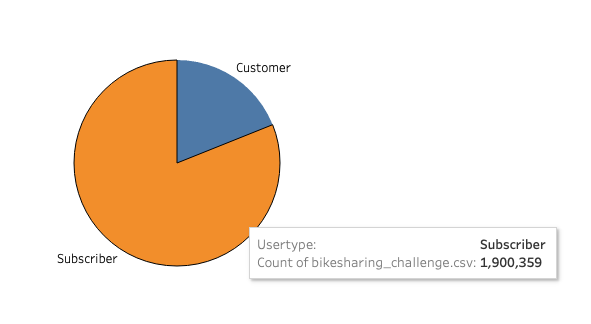 Customer
Subscriber
Usertype: Subscriber
Count of bikesharing_challenge.csv: 1,900,359